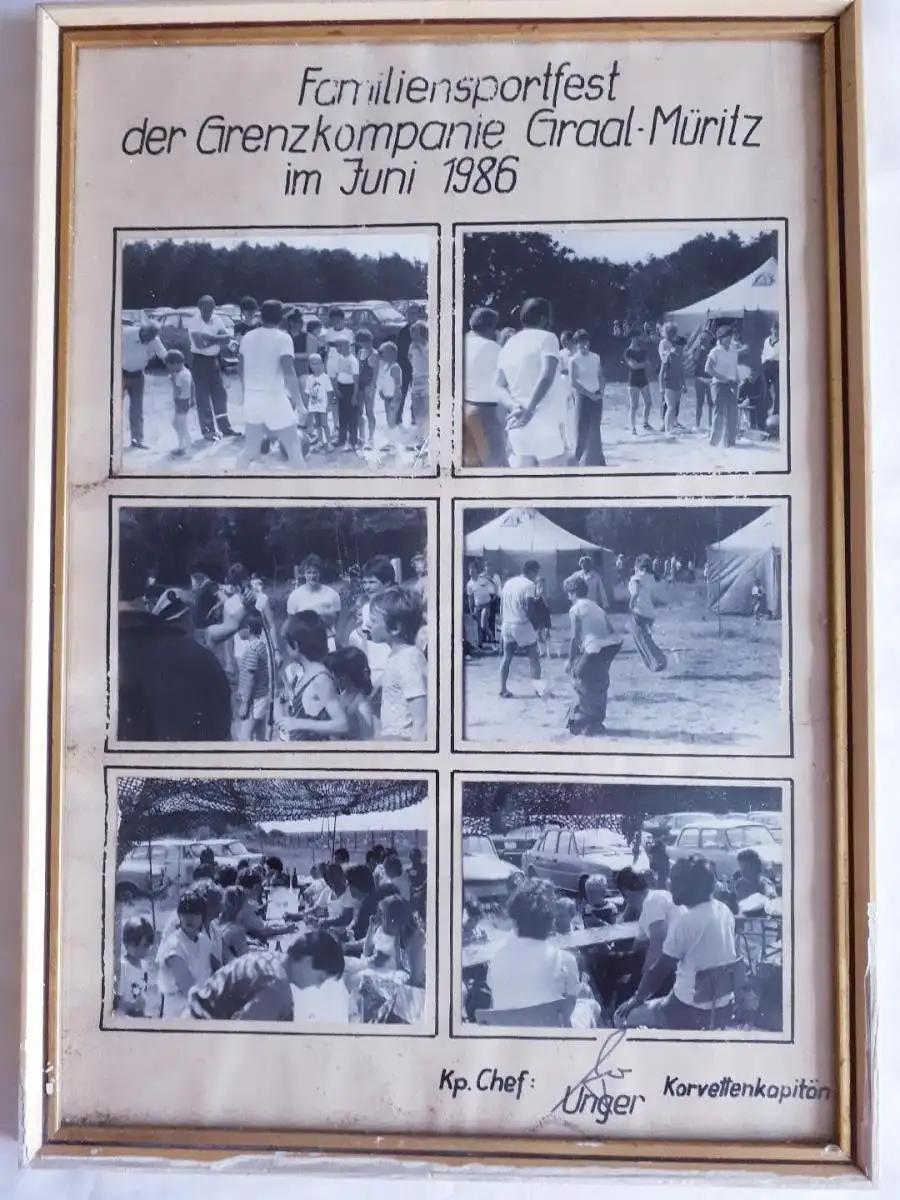 Familiensportfest
der Grenzkompanie Graal-Müritz
im Juni 1986
Kp. Chef: Unger Korvettenkapitän